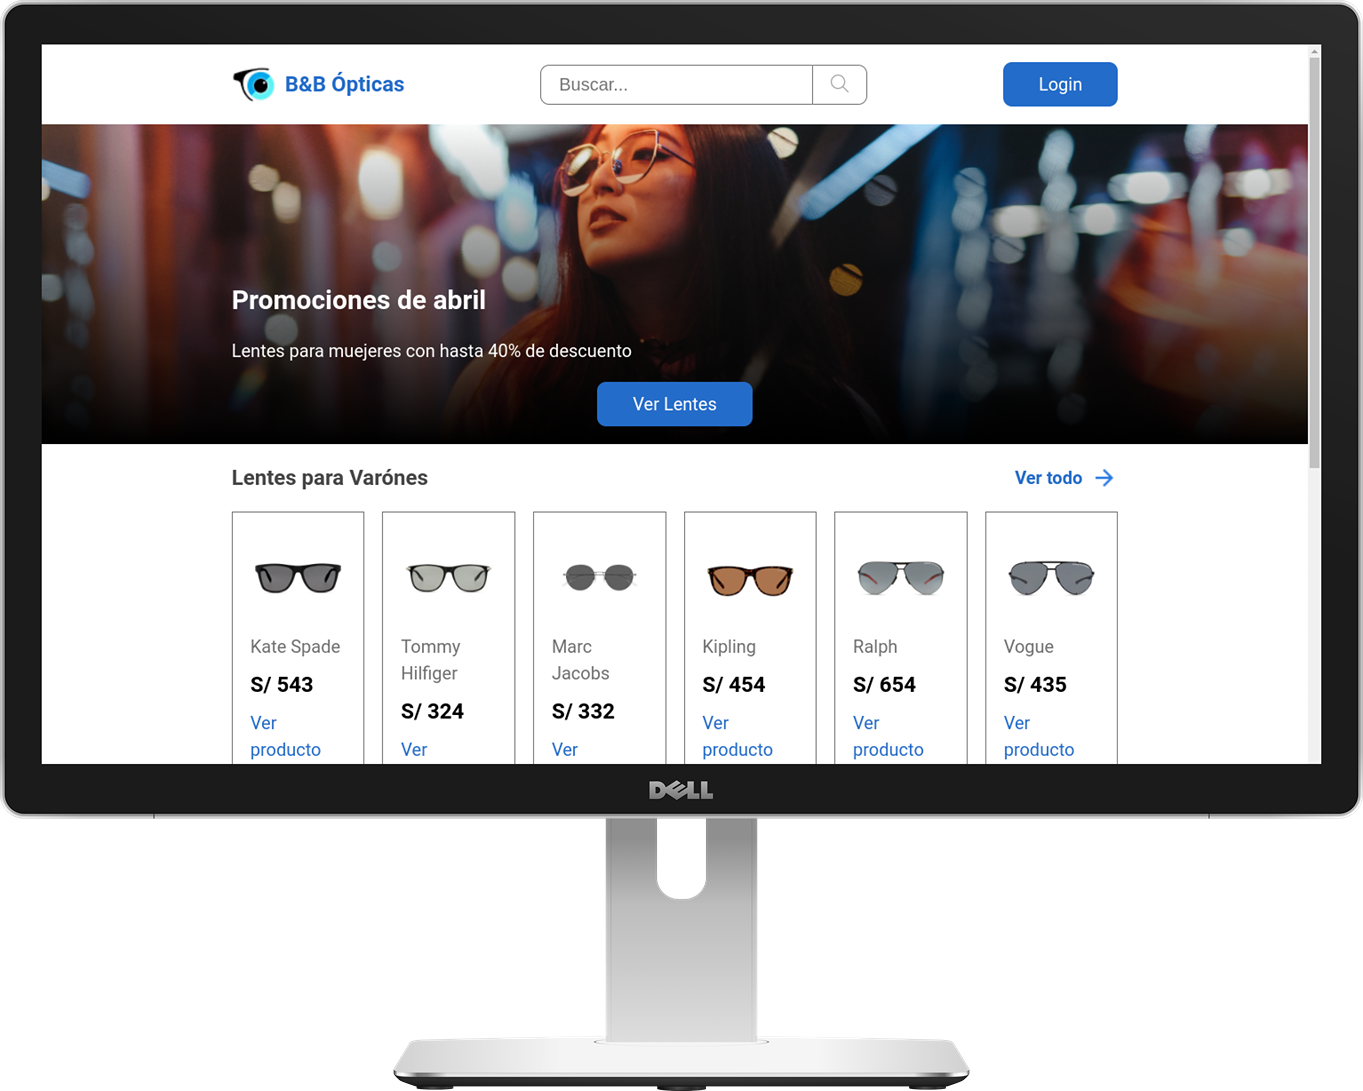 B&B Ópticas
Buscar...
Login
Promociones de abril
Lentes para muejeres con hasta 40% de descuento
Ver Lentes
Lentes para Varónes
Ver todo
Kate Spade
S/ 543
Ver
producto
Tommy
Hilfiger
S/ 324
Ver
Marc
Jacobs
S/ 332
Ver
Kipling
S/ 454
Ver
producto
Ralph
S/ 654
Ver
producto
Vogue
S/ 435
Ver
producto
DELL